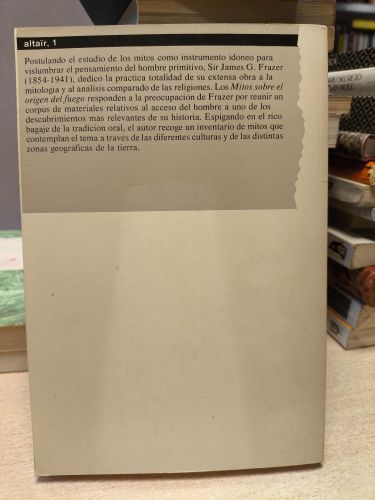 altaïr, 1
Postulando el estudio de los mitos como instrumento idóneo para
vislumbrar el pensamiento del hombre primitivo, Sir James G. Frazer
(1854-1941), dedicó la práctica totalidad de su extensa obra a la
mitología y al análisis comparado de las religiones. Los Mitos sobre el
origen del fuego responden a la preocupación de Frazer por reunir un
corpus de materiales relativos al acceso del hombre a uno de los
descubrimientos más relevantes de su historia. Espigando en el rico
bagaje de la tradición oral, el autor recoge un inventario de mitos que
contemplan el tema a través de las diferentes culturas y de las distintas
zonas geográficas de la tierra.